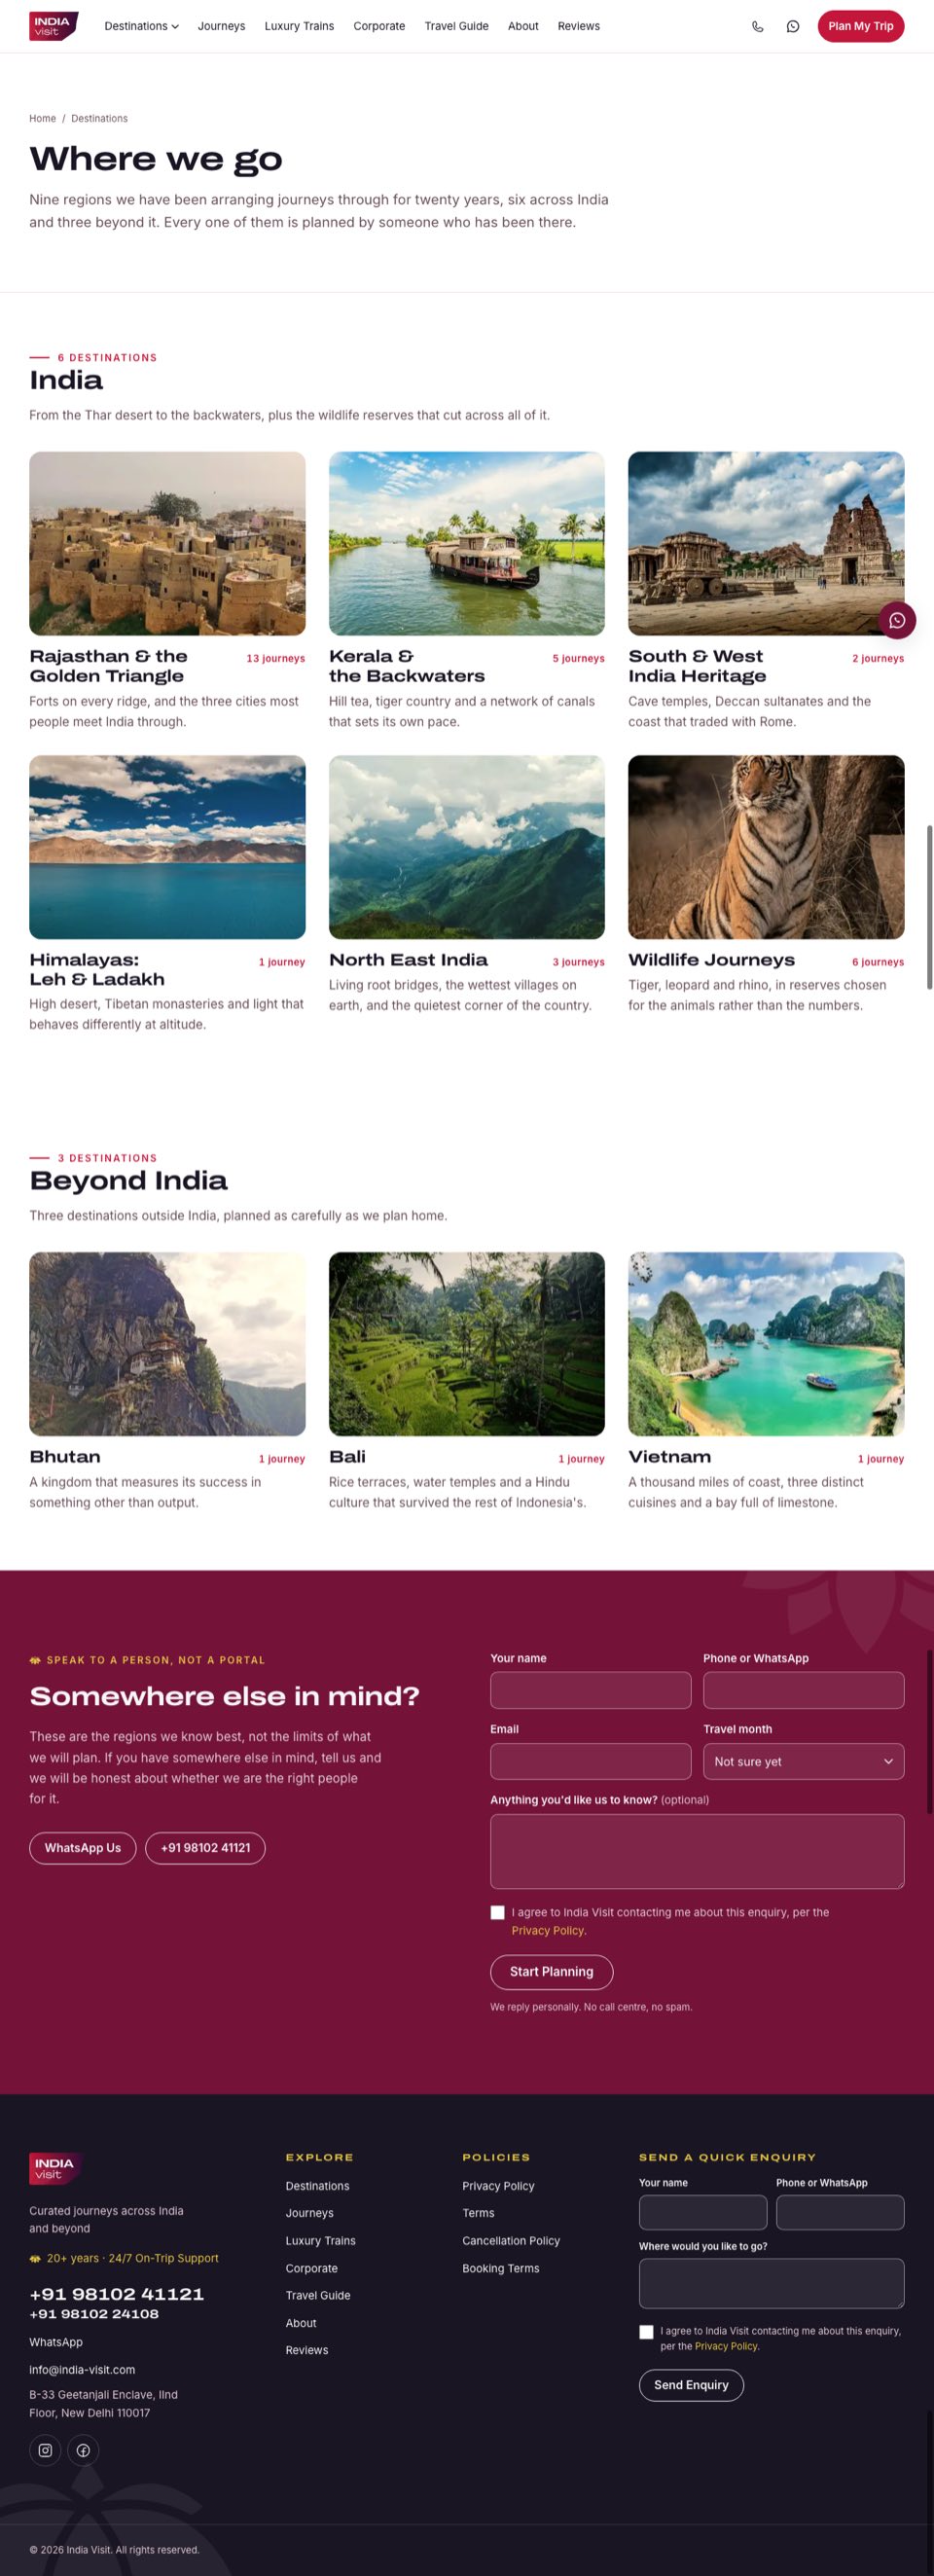 INDIA
visit
Destinations
Journeys
Luxury Trains
Corporate
Travel Guide
About
Reviews
Plan My Trip
Home / Destinations
Where we go
Nine regions we have been arranging journeys through for twenty years, six across India
and three beyond it. Every one of them is planned by someone who has been there.
6 DESTINATIONS
India
From the Thar desert to the backwaters, plus the wildlife reserves that cut across all of it.
Rajasthan & the
Golden Triangle
13 journeys
Forts on every ridge, and the three cities most
people meet India through.
Kerala &
the Backwaters
5 journeys
Hill tea, tiger country and a network of canals
that sets its own pace.
South & West
India Heritage
2 journeys
Cave temples, Deccan sultanates and the
coast that traded with Rome.
Himalayas:
Leh & Ladakh
1 journey
High desert, Tibetan monasteries and light that
behaves differently at altitude.
North East India
3 journeys
Living root bridges, the wettest villages on
earth, and the quietest corner of the country.
Wildlife Journeys
6 journeys
Tiger, leopard and rhino, in reserves chosen
for the animals rather than the numbers.
3 DESTINATIONS
Beyond India
Three destinations outside India, planned as carefully as we plan home.
Bhutan
1 journey
A kingdom that measures its success in
something other than output.
Bali
1 journey
Rice terraces, water temples and a Hindu
culture that survived the rest of Indonesia's.
Vietnam
1 journey
A thousand miles of coast, three distinct
cuisines and a bay full of limestone.
SPEAK TO A PERSON, NOT A PORTAL
Somewhere else in mind?
These are the regions we know best, not the limits of what
we will plan. If you have somewhere else in mind, tell us and
we will be honest about whether we are the right people
for it.
WhatsApp Us
+91 98102 41121
Your name
Phone or WhatsApp
Email
Travel month
Not sure yet
Anything you'd like us to know? (optional)
I agree to India Visit contacting me about this enquiry, per the
Privacy Policy.
Start Planning
We reply personally. No call centre, no spam.
INDIA
visit
Curated journeys across India
and beyond
20+ years · 24/7 On-Trip Support
+91 98102 41121
+91 98102 24108
WhatsApp
info@india-visit.com
B-33 Geetanjali Enclave, IInd
Floor, New Delhi 110017
EXPLORE
Destinations
Journeys
Luxury Trains
Corporate
Travel Guide
About
Reviews
POLICIES
Privacy Policy
Terms
Cancellation Policy
Booking Terms
SEND A QUICK ENQUIRY
Your name
Phone or WhatsApp
Where would you like to go?
I agree to India Visit contacting me about this enquiry,
per the Privacy Policy.
Send Enquiry
© 2026 India Visit. All rights reserved.